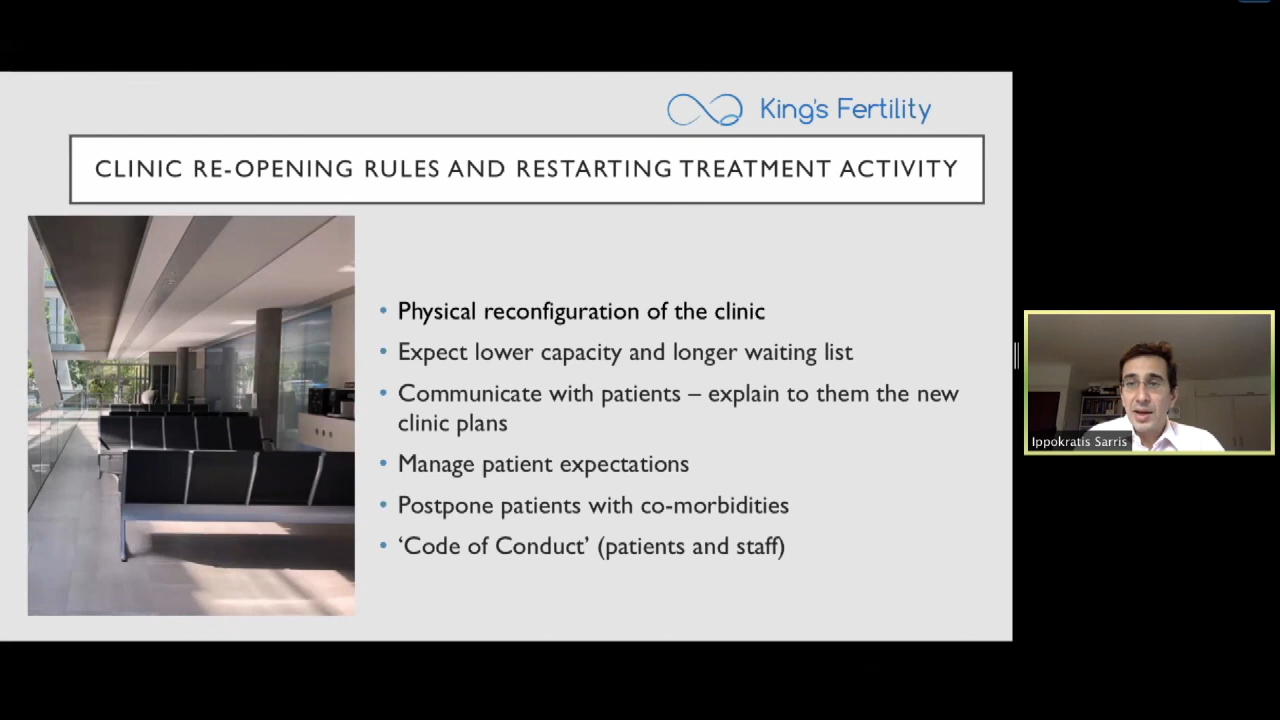 King's Fertility
CLINIC RE-OPENING RULES AND RESTARTING TREATMENT ACTIVITY
• Physical reconfiguration of the clinic
• Expect lower capacity and longer waiting list
• Communicate with patients – explain to them the new
clinic plans
• Manage patient expectations
• Postpone patients with co-morbidities
• ‘Code of Conduct’ (patients and staff)
Ippokratis Sarris